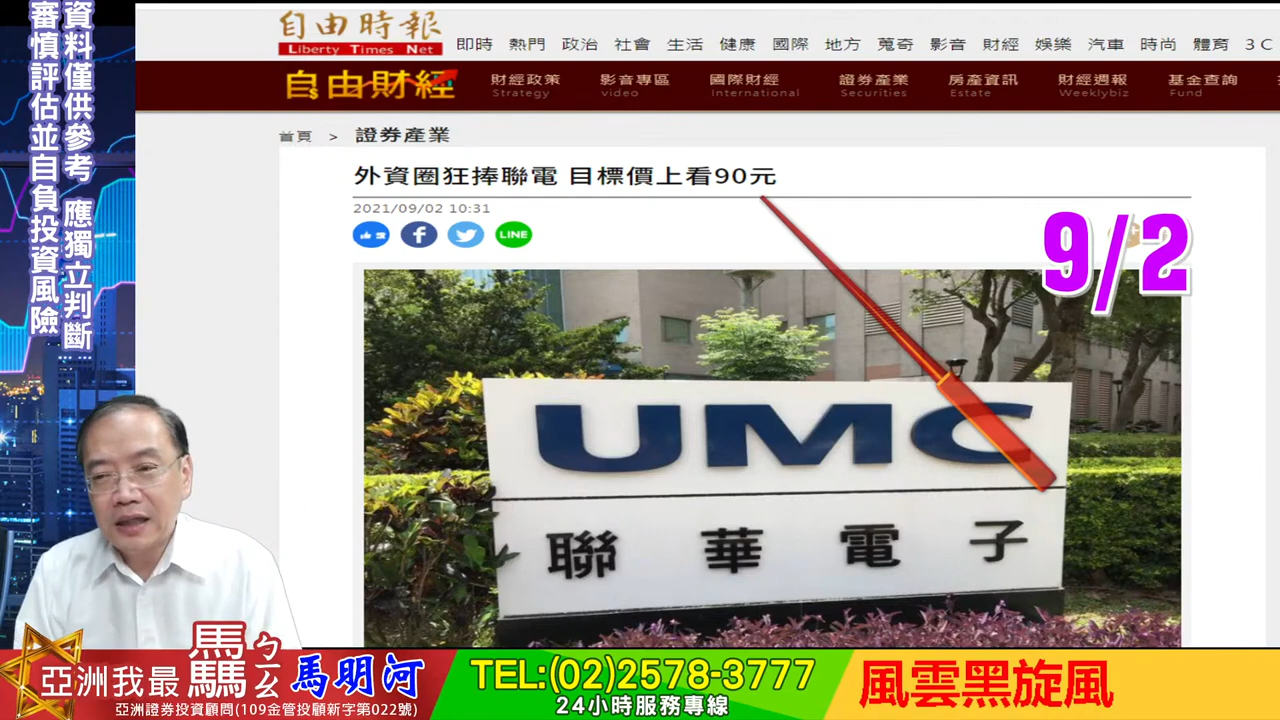 資料僅供參考 應獨立判斷
審慎評估並自負投資風險
自由時報
Liberty Times Net
即時 熱門 政治 社會 生活 健康 國際 地方 蒐奇 影音 財經 娛樂 汽車 時尚 體育 3C
自由財經
財經政策 影音專區 國際財經 證券產業 房產資訊 財經週報 基金查詢
Strategy video International Securities Estate Weeklybiz Fund
首頁 > 證券產業
外資圈狂捧聯電 目標價上看90元
2021/09/02 10:31
LINE
9/2
UMC
聯華電子
亞洲我最馬驫ㄅㄧㄠ 馬明河
亞洲證券投資顧問(109金管投顧新字第022號)
TEL:(02)2578-3777
24小時服務專線
風雲黑旋風